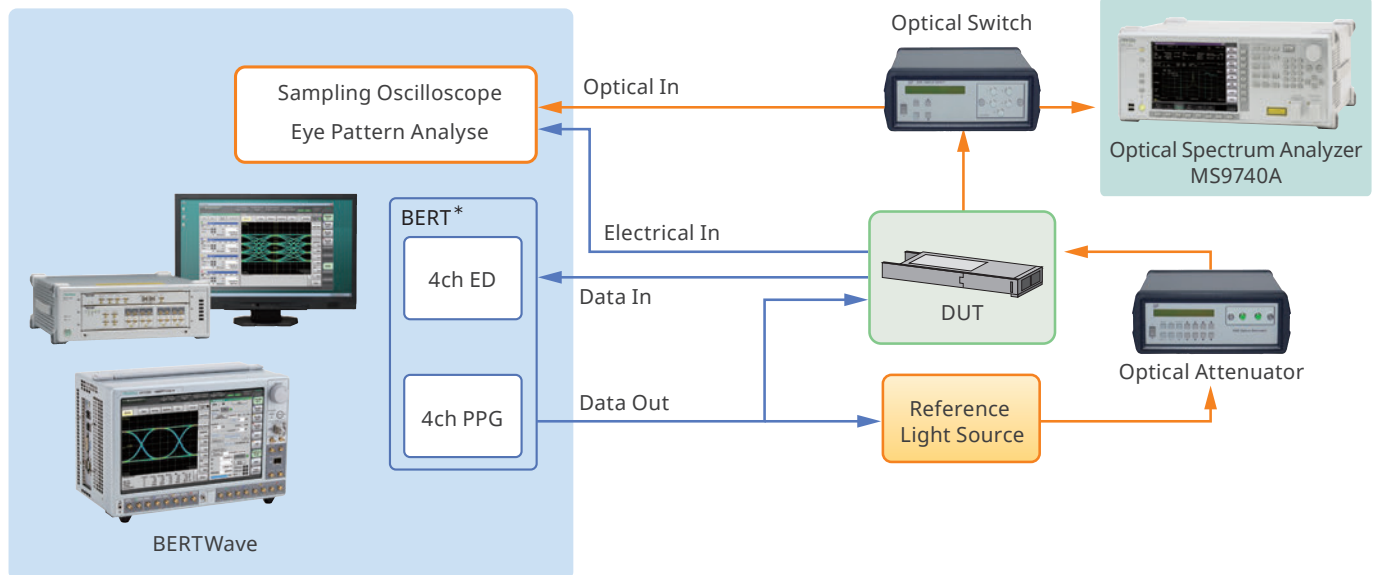 Optical Switch
Sampling Oscilloscope
Eye Pattern Analyse
Optical In
Optical Spectrum Analyzer
MS9740A
BERT*
4ch ED
Electrical In
Data In
DUT
Optical Attenuator
4ch PPG
Data Out
Reference
Light Source
BERTWave